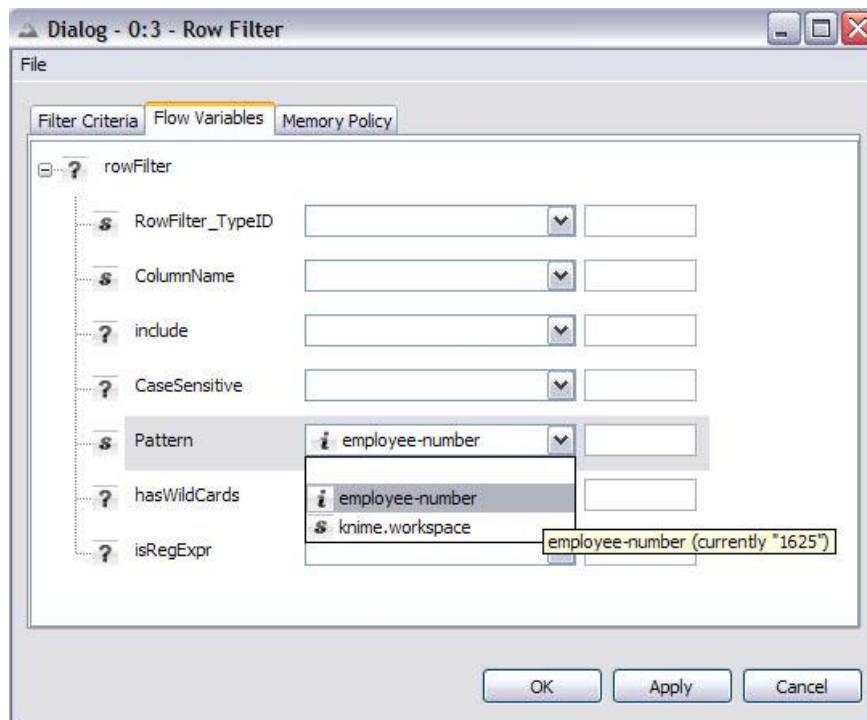 Dialog - 0:3 - Row Filter
File
Filter Criteria Flow Variables Memory Policy
? rowFilter
s RowFilter_TypeID
s ColumnName
? include
? CaseSensitive
s Pattern i employee-number
? hasWildCards i employee-number
s knime.workspace
employee-number (currently "1625")
? isRegExpr
OK Apply Cancel